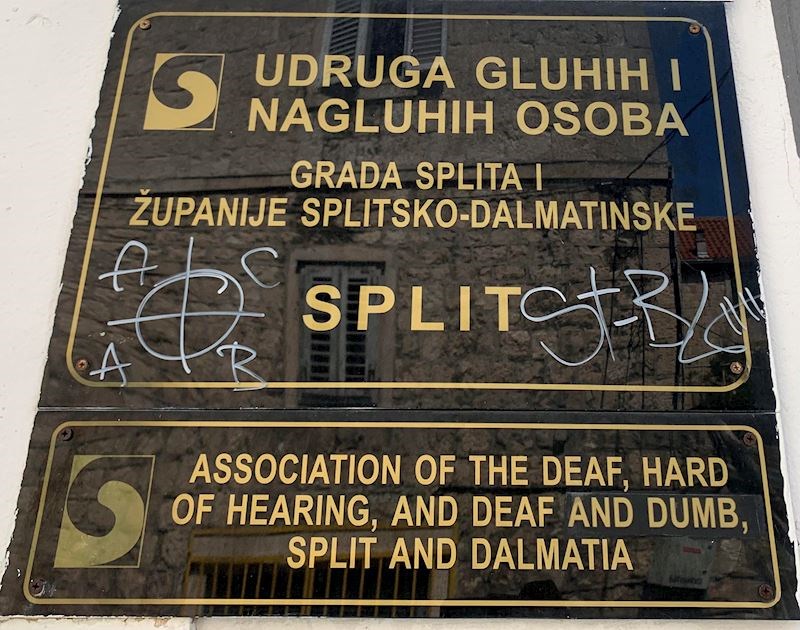 UDRUGA GLUHIH I
NAGLUHIH OSOBA
GRADA SPLITA I
ŽUPANIJE SPLITSKO-DALMATINSKE
A C
A B
SPLIT
ASSOCIATION OF THE DEAF, HARD
OF HEARING, AND DEAF AND DUMB,
SPLIT AND DALMATIA